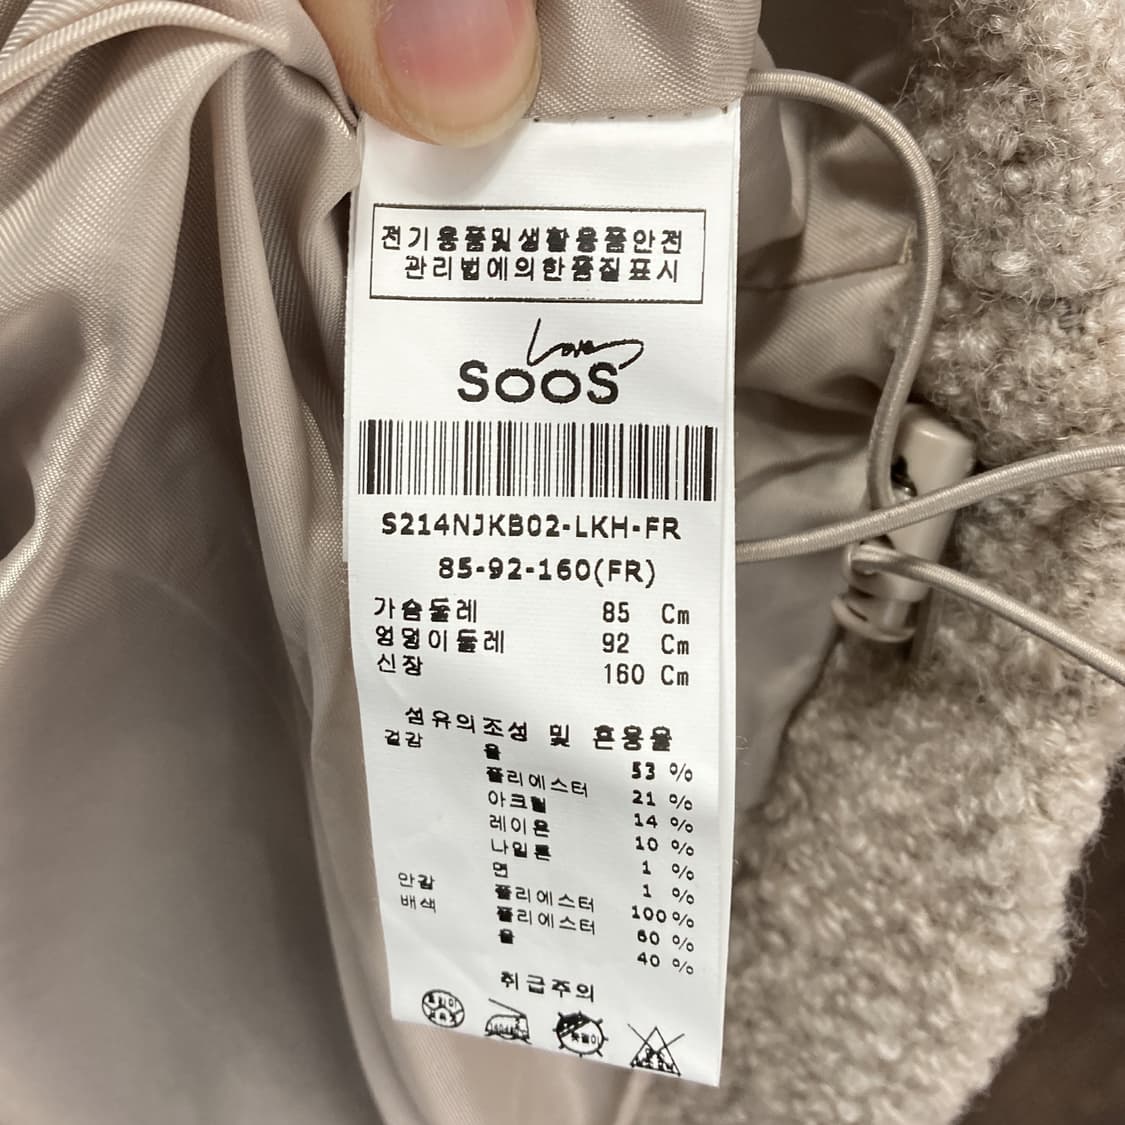 전기용품및생활용품안전
관리법에의한품질표시
Love
SOOS
S214NJKB02-LKH-FR
85-92-160(FR)
가슴둘레 85 Cm
엉덩이둘레 92 Cm
신장 160 Cm
섬유의조성 및 혼용율
겉감 울 53 %
폴리에스터 21 %
아크릴 14 %
레이온 10 %
나일론 1 %
면 1 %
안감 폴리에스터 100 %
배색 폴리에스터 60 %
울 40 %
취급주의